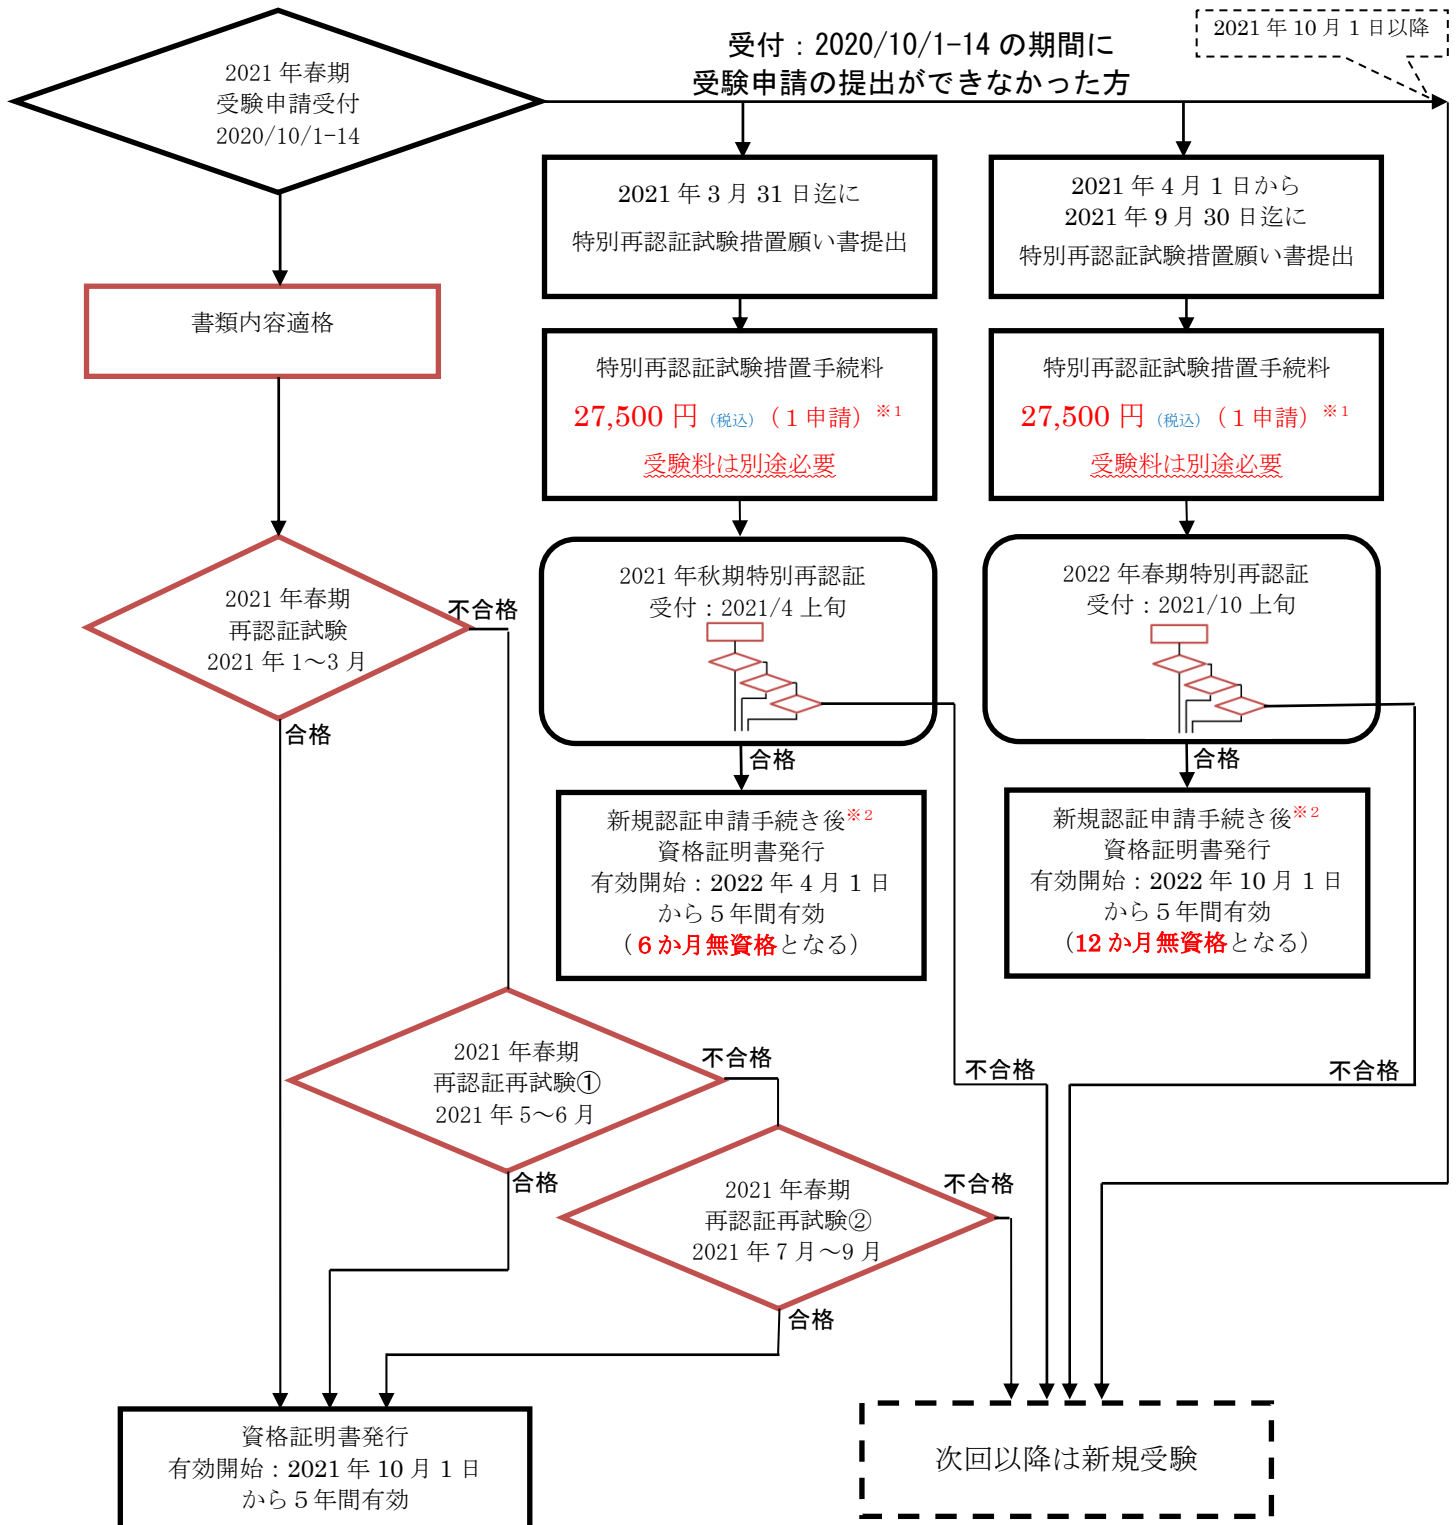 2021年春期
受験申請受付
2020/10/1-14
受付：2020/10/1-14の期間に
受験申請の提出ができなかった方
2021年10月1日以降
2021年3月31日迄に
特別再認証試験措置願い書提出
2021年4月1日から
2021年9月30日迄に
特別再認証試験措置願い書提出
書類内容適格
特別再認証試験措置手続料
27,500円（税込）（1申請）※1
受験料は別途必要
特別再認証試験措置手続料
27,500円（税込）（1申請）※1
受験料は別途必要
2021年春期
再認証試験
2021年1～3月
不合格
合格
2021年秋期特別再認証
受付：2021/4上旬
合格
2022年春期特別再認証
受付：2021/10上旬
合格
新規認証申請手続き後※2
資格証明書発行
有効開始：2022年4月1日
から５年間有効
（６か月無資格となる）
新規認証申請手続き後※2
資格証明書発行
有効開始：2022年10月1日
から５年間有効
（12か月無資格となる）
2021年春期
再認証再試験①
2021年5～6月
不合格
合格
不合格
不合格
2021年春期
再認証再試験②
2021年7月～9月
不合格
合格
資格証明書発行
有効開始：2021年10月1日
から５年間有効
次回以降は新規受験